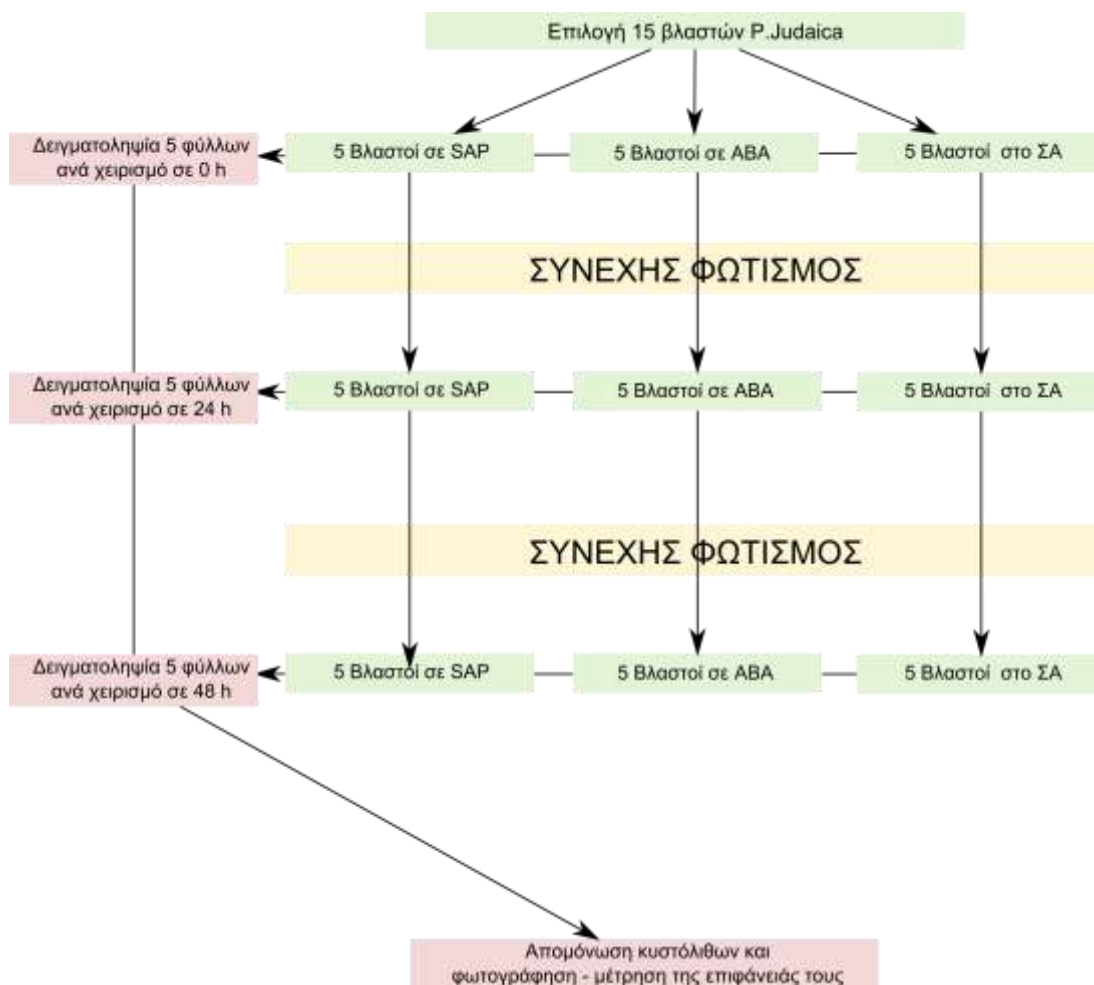 Επιλογή 15 βλαστών P.Judaica
Δειγματοληψία 5 φύλλων
ανά χειρισμό σε 0 h
5 Βλαστοί σε SAP
5 Βλαστοί σε ABA
5 Βλαστοί στο ΣΑ
ΣΥΝΕΧΗΣ ΦΩΤΙΣΜΟΣ
Δειγματοληψία 5 φύλλων
ανά χειρισμό σε 24 h
5 Βλαστοί σε SAP
5 Βλαστοί σε ABA
5 Βλαστοί στο ΣΑ
ΣΥΝΕΧΗΣ ΦΩΤΙΣΜΟΣ
Δειγματοληψία 5 φύλλων
ανά χειρισμό σε 48 h
5 Βλαστοί σε SAP
5 Βλαστοί σε ABA
5 Βλαστοί στο ΣΑ
Απομόνωση κυστόλιθων και
φωτογράφηση - μέτρηση της επιφάνειάς τους